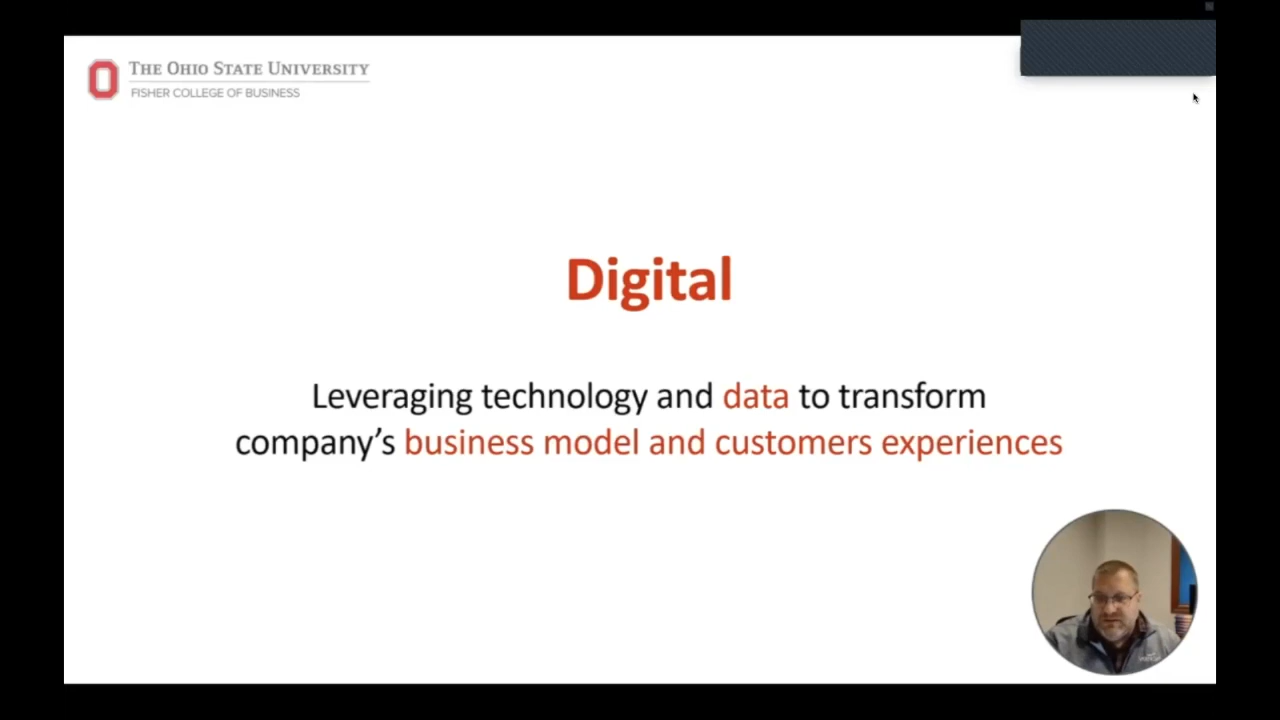 THE OHIO STATE UNIVERSITY
FISHER COLLEGE OF BUSINESS
Digital
Leveraging technology and data to transform
company’s business model and customers experiences